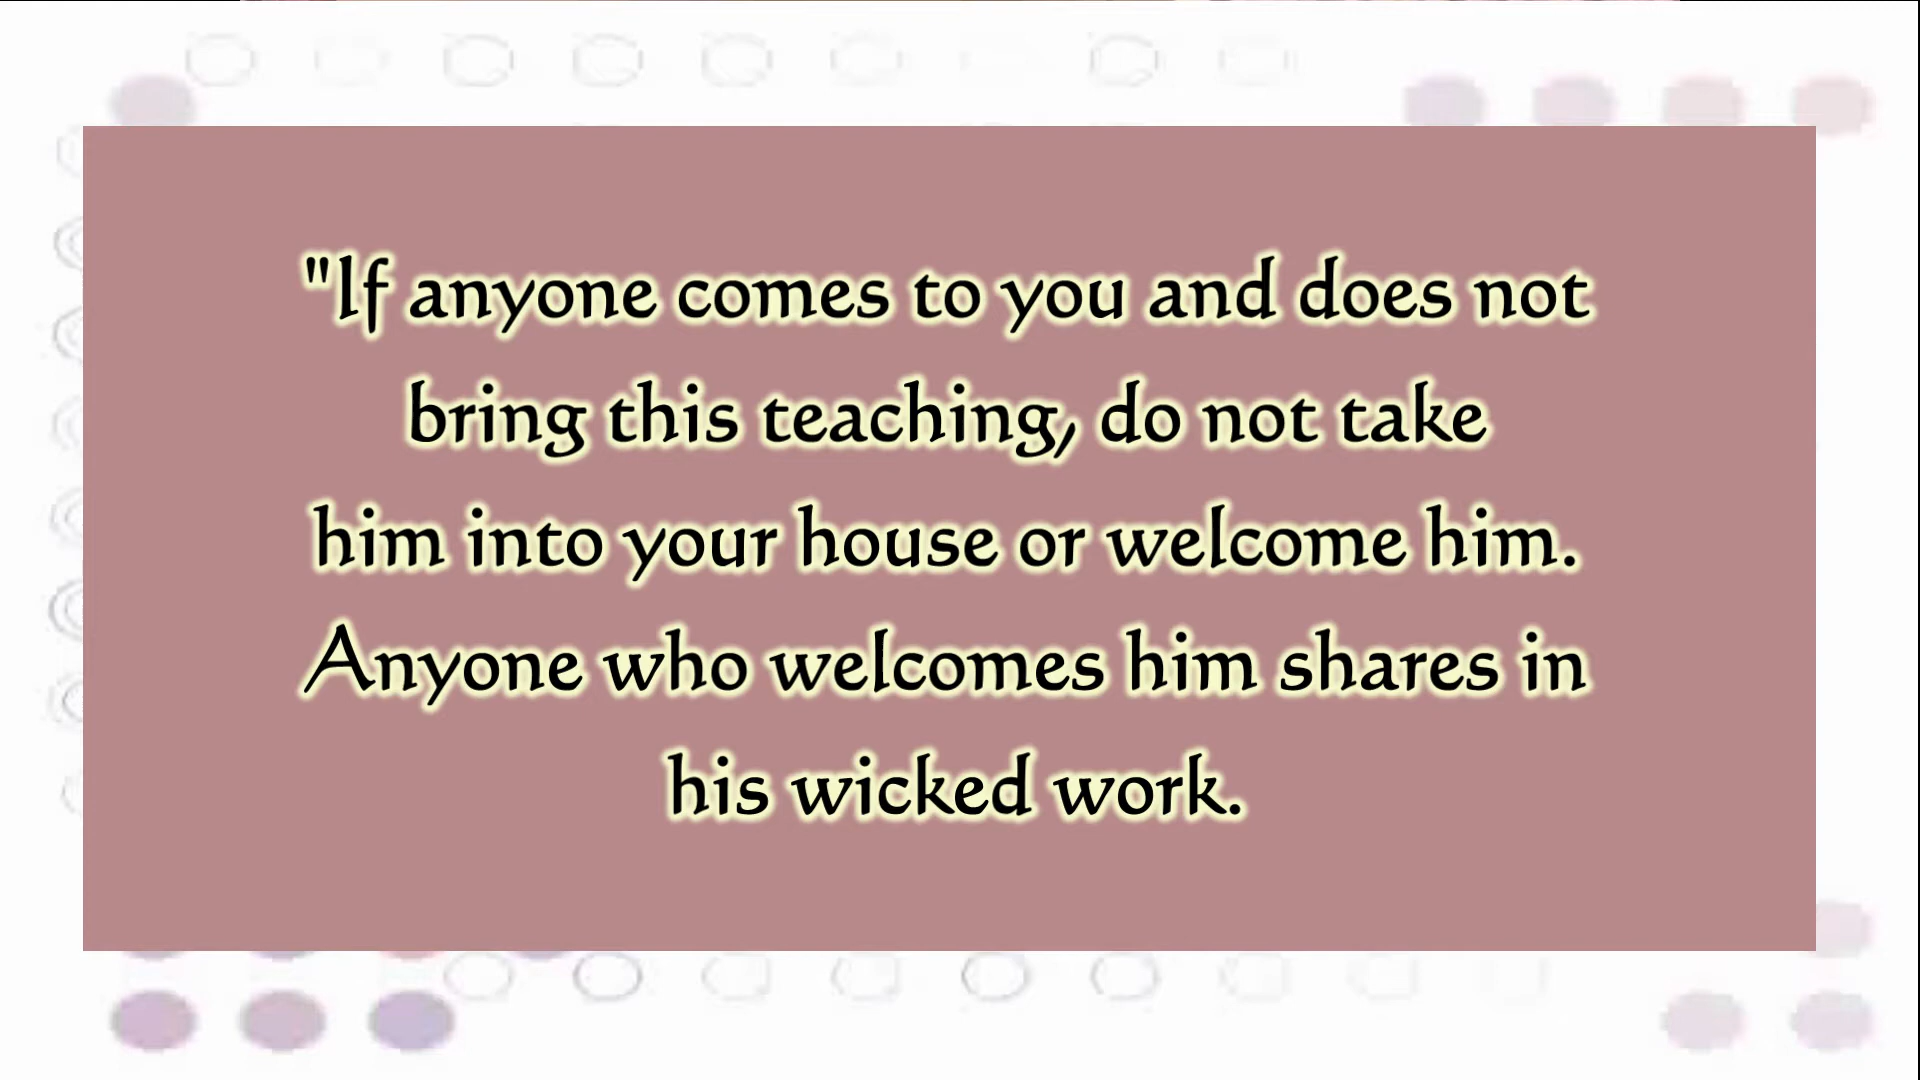 "If anyone comes to you and does not
bring this teaching, do not take
him into your house or welcome him.
Anyone who welcomes him shares in
his wicked work.